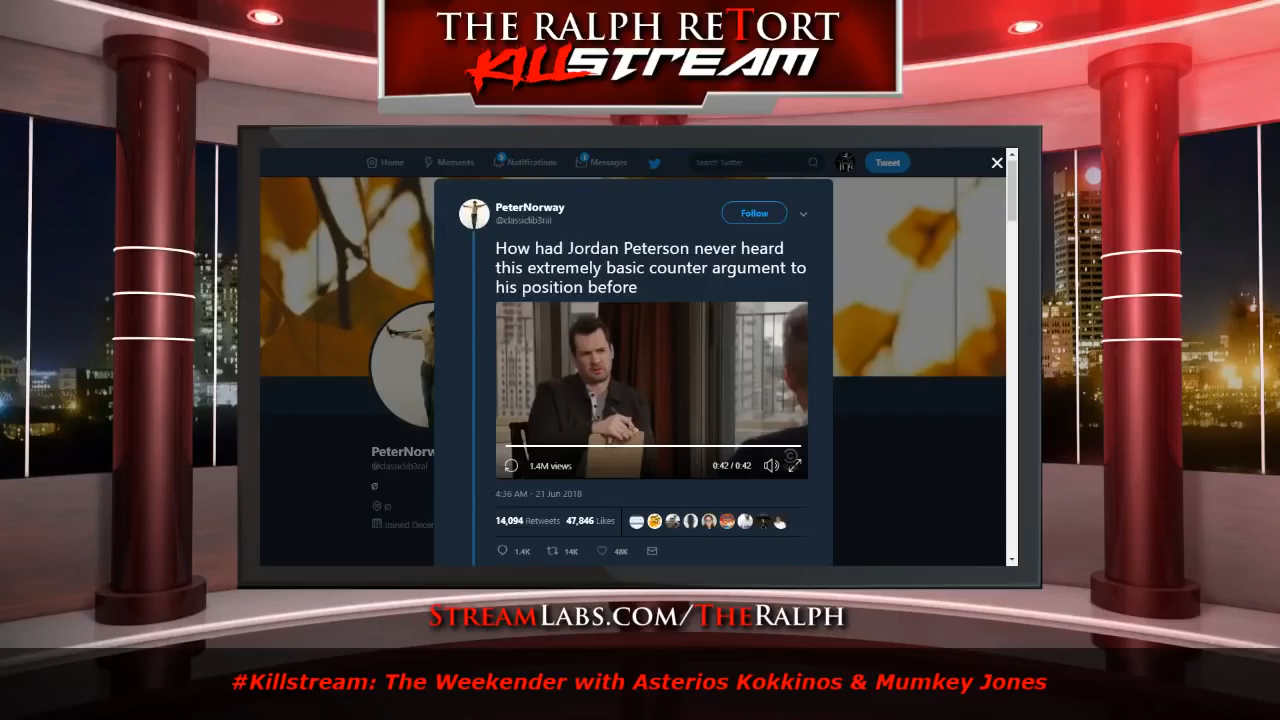 THE RALPH RETORT
KILLSTREAM
Home
Moments
5
Notifications
1
Messages
Search Twitter
Tweet
PeterNorway
@classiclib3ral
Follow
How had Jordan Peterson never heard
this extremely basic counter argument to
his position before
1.4M views
0:42 / 0:42
4:36 AM - 21 Jun 2018
14,094 Retweets 47,846 Likes
1.4K
14K
48K
PeterNorw
@classiclib3ral
Ø
Ø
Joined Decer
STREAMLABS.COM/THERALPH
#Killstream: The Weekender with Asterios Kokkinos & Mumkey Jones